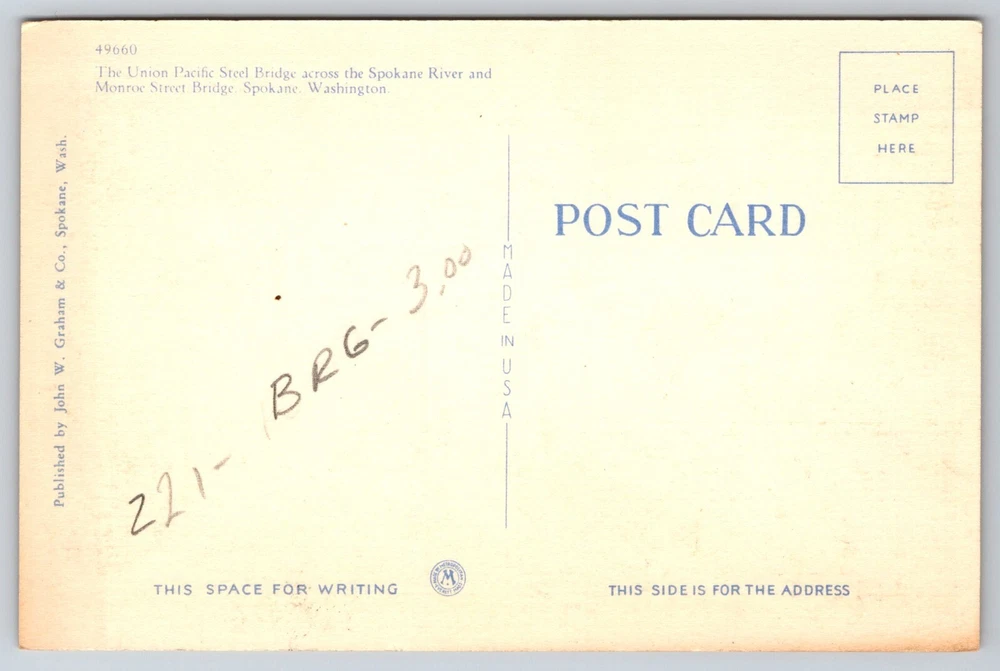 49660
The Union Pacific Steel Bridge across the Spokane River and
Monroe Street Bridge, Spokane, Washington.
PLACE
STAMP
HERE
Published by John W. Graham & Co., Spokane, Wash.
POST CARD
MADE IN USA
221- BRG- 3.00
THIS SPACE FOR WRITING
M
THIS SIDE IS FOR THE ADDRESS